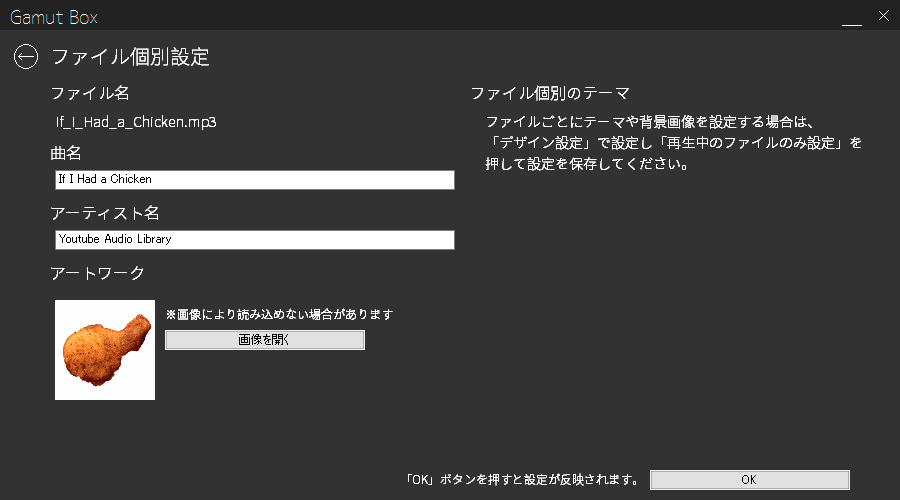 Gamut Box
ファイル個別設定
ファイル名
If_I_Had_a_Chicken.mp3
曲名
If I Had a Chicken
アーティスト名
Youtube Audio Library
アートワーク
※画像により読み込めない場合があります
画像を開く
ファイル個別のテーマ
ファイルごとにテーマや背景画像を設定する場合は、
「デザイン設定」で設定し「再生中のファイルのみ設定」を
押して設定を保存してください。
「OK」ボタンを押すと設定が反映されます。
OK